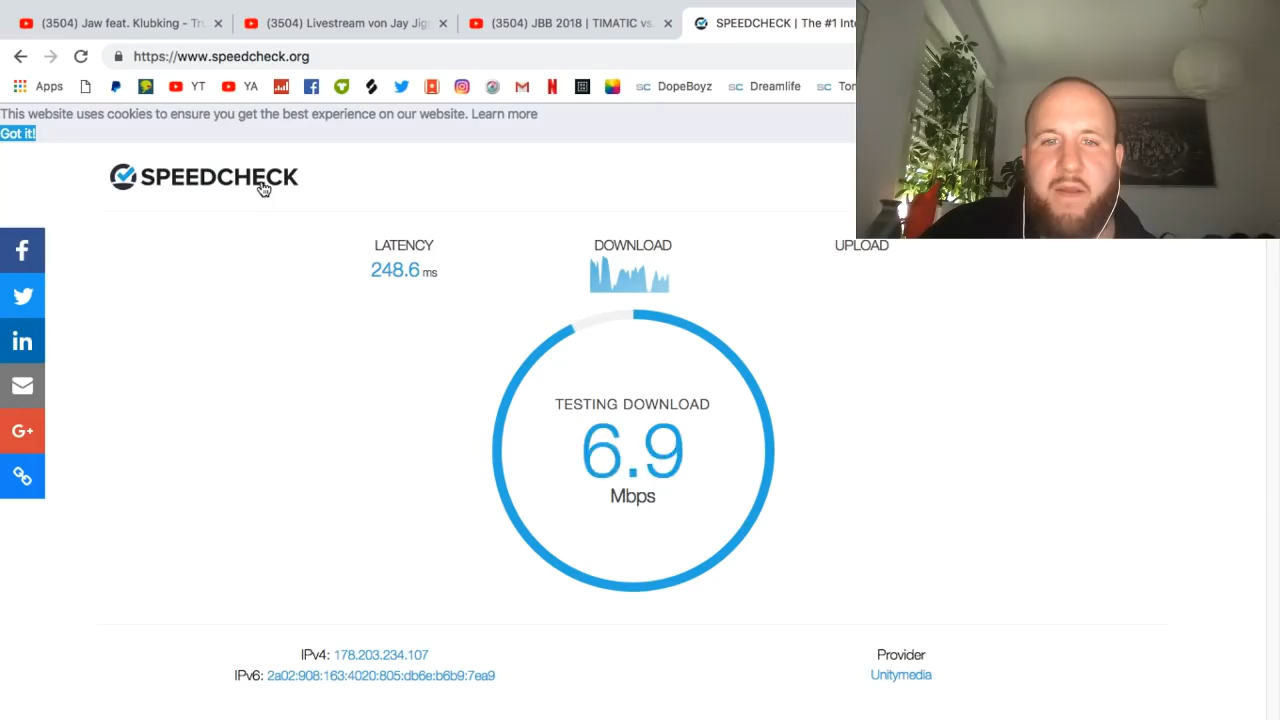 (3504) Jaw feat. Klubking - Tr
(3504) Livestream von Jay Jig
(3504) JBB 2018 | TIMATIC vs.
SPEEDCHECK | The #1 Inte
https://www.speedcheck.org
Apps
YT
YA
DopeBoyz
Dreamlife
Tor
This website uses cookies to ensure you get the best experience on our website. Learn more
Got it!
SPEEDCHECK
LATENCY
248.6 ms
DOWNLOAD
UPLOAD
TESTING DOWNLOAD
6.9
Mbps
IPv4: 178.203.234.107
IPv6: 2a02:908:163:4020:805:db6e:b6b9:7ea9
Provider
Unitymedia